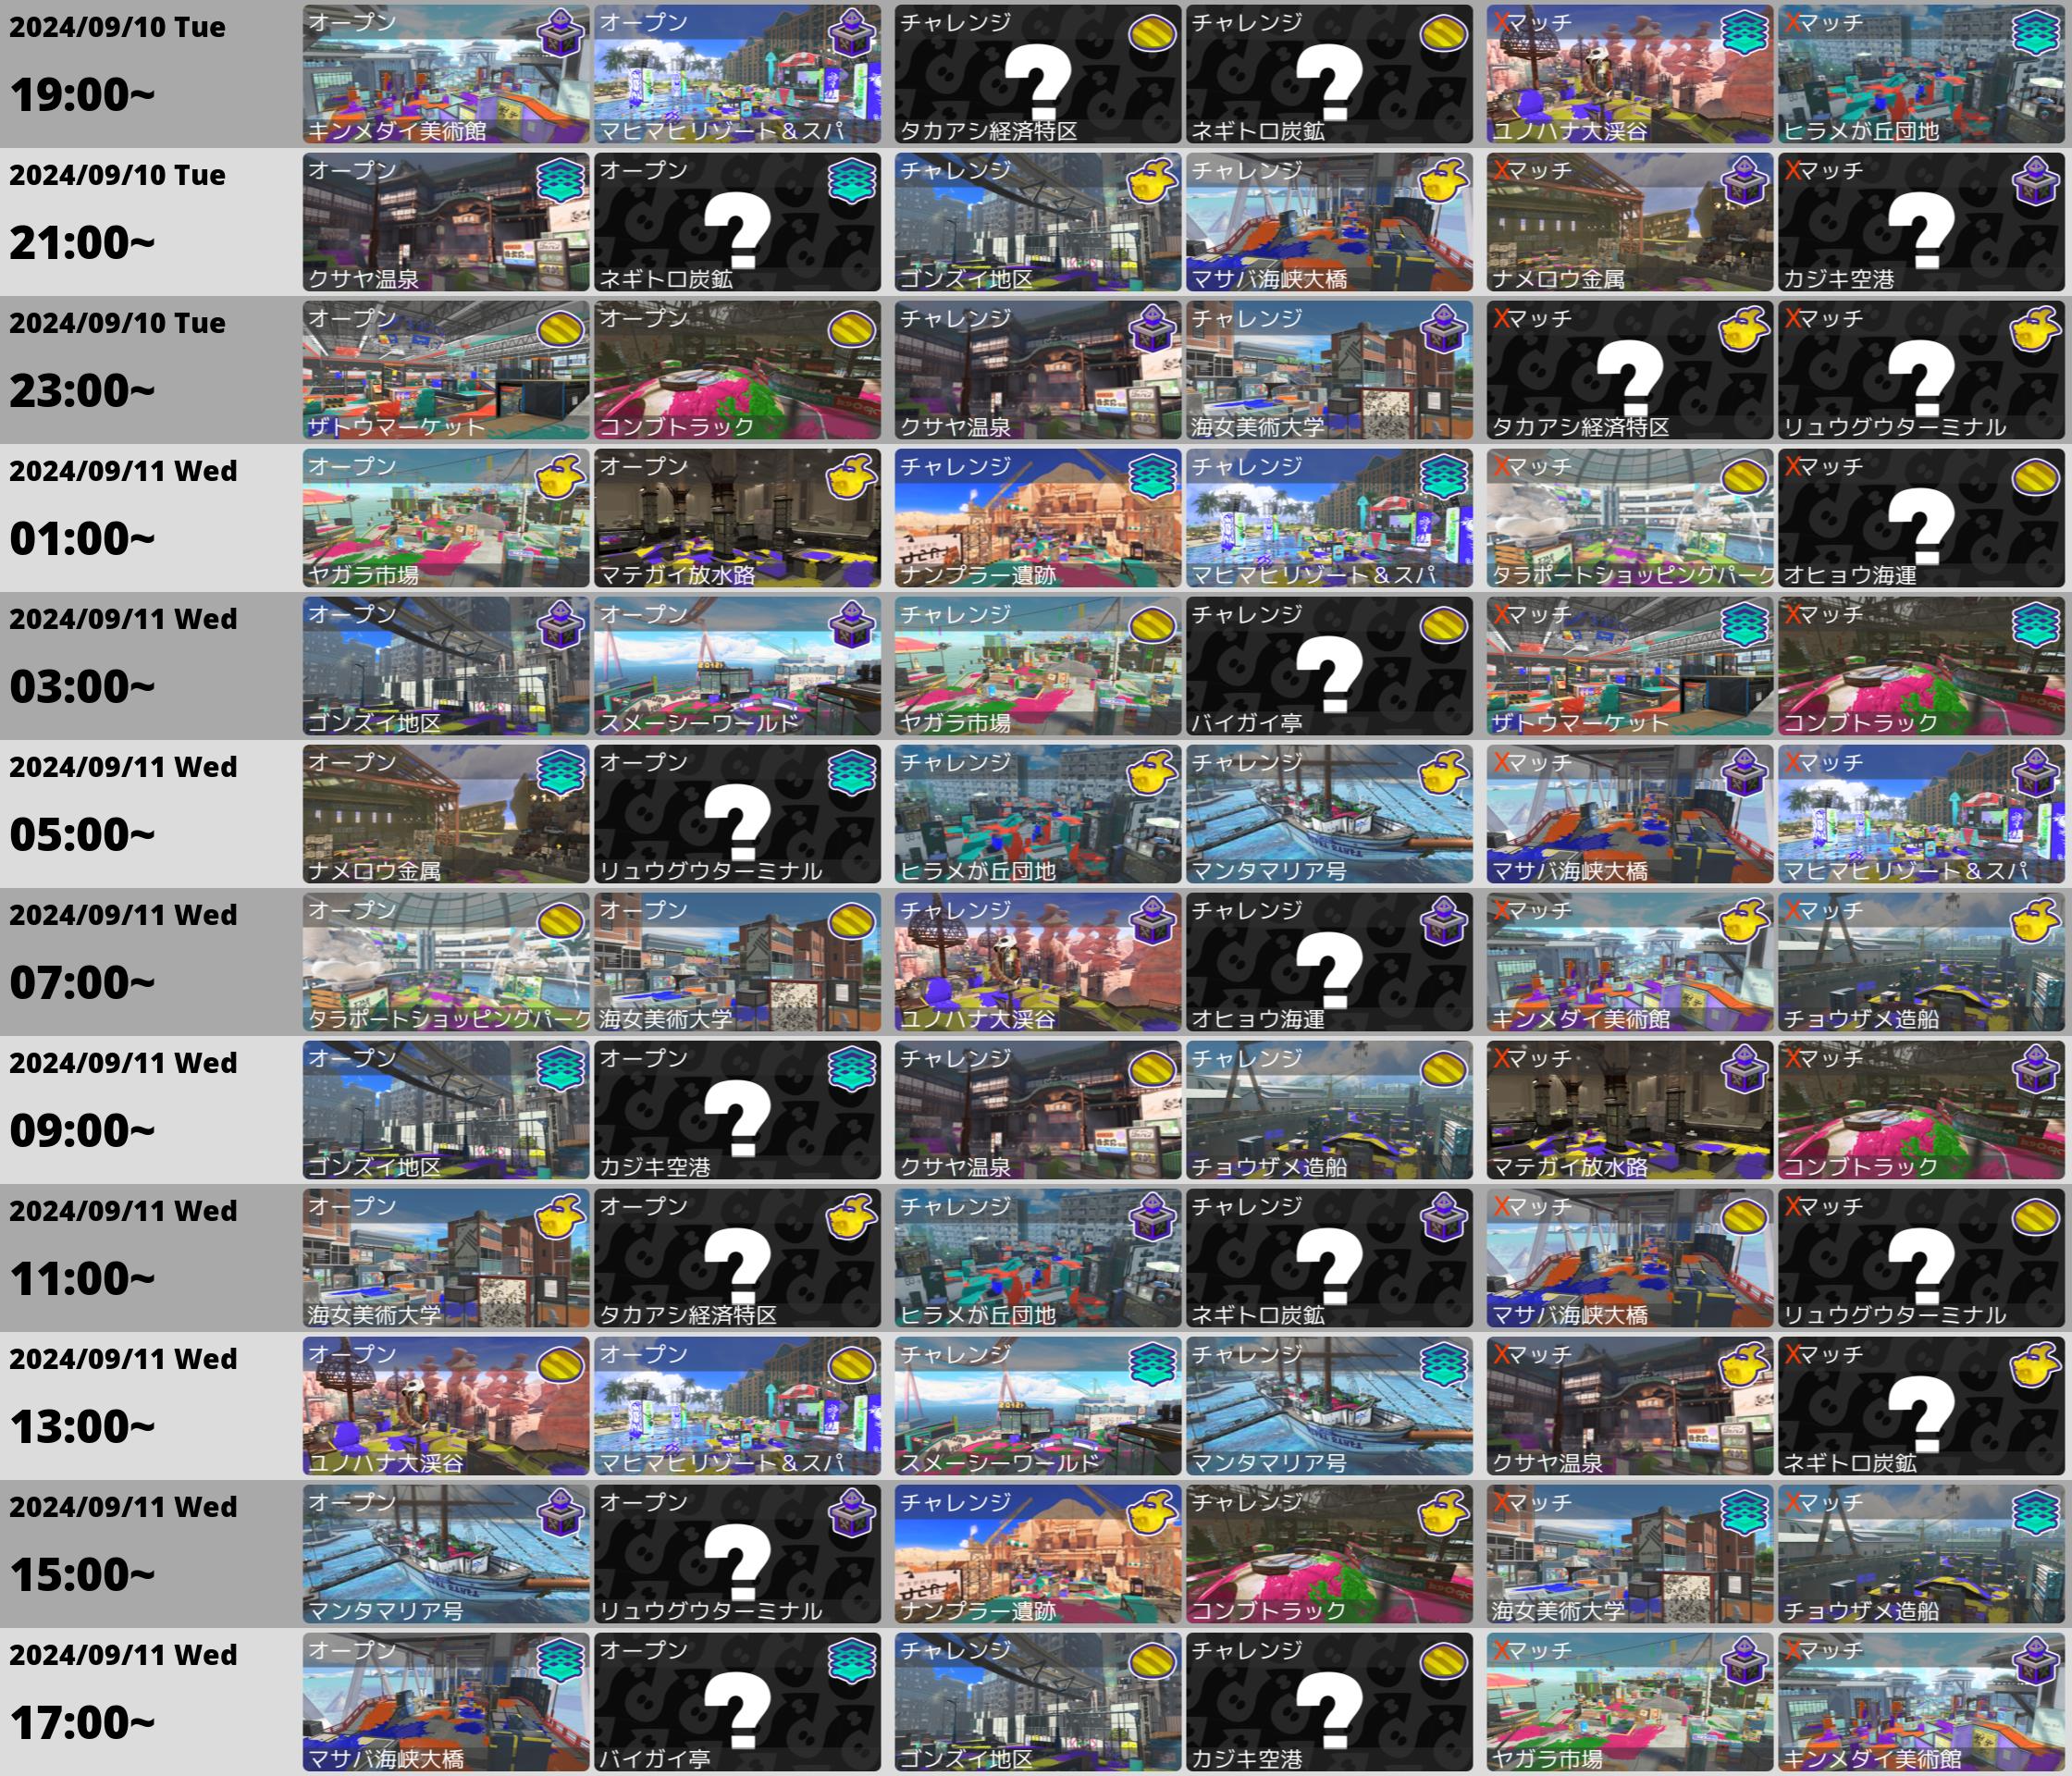 2024/09/10 Tue
19:00~
オープン
キンメダイ美術館
オープン
マヒマヒリゾート＆スパ
チャレンジ
タカアシ経済特区
チャレンジ
ネギトロ炭鉱
Xマッチ
ユノハナ大渓谷
Xマッチ
ヒラメが丘団地
2024/09/10 Tue
21:00~
オープン
クサヤ温泉
オープン
ネギトロ炭鉱
チャレンジ
ゴンズイ地区
チャレンジ
マサバ海峡大橋
Xマッチ
ナメロウ金属
Xマッチ
カジキ空港
2024/09/10 Tue
23:00~
オープン
ザトウマーケット
オープン
コンブトラック
チャレンジ
クサヤ温泉
チャレンジ
海女美術大学
Xマッチ
タカアシ経済特区
Xマッチ
リュウグウターミナル
2024/09/11 Wed
01:00~
オープン
ヤガラ市場
オープン
マテガイ放水路
チャレンジ
ナンプラー遺跡
チャレンジ
マヒマヒリゾート＆スパ
Xマッチ
タラポートショッピングパーク
Xマッチ
オヒョウ海運
2024/09/11 Wed
03:00~
オープン
ゴンズイ地区
オープン
スメーシーワールド
チャレンジ
ヤガラ市場
チャレンジ
バイガイ亭
Xマッチ
ザトウマーケット
Xマッチ
コンブトラック
2024/09/11 Wed
05:00~
オープン
ナメロウ金属
オープン
リュウグウターミナル
チャレンジ
ヒラメが丘団地
チャレンジ
マンタマリア号
Xマッチ
マサバ海峡大橋
Xマッチ
マヒマヒリゾート＆スパ
2024/09/11 Wed
07:00~
オープン
タラポートショッピングパーク
オープン
海女美術大学
チャレンジ
ユノハナ大渓谷
チャレンジ
オヒョウ海運
Xマッチ
キンメダイ美術館
Xマッチ
チョウザメ造船
2024/09/11 Wed
09:00~
オープン
ゴンズイ地区
オープン
カジキ空港
チャレンジ
クサヤ温泉
チャレンジ
チョウザメ造船
Xマッチ
マテガイ放水路
Xマッチ
コンブトラック
2024/09/11 Wed
11:00~
オープン
海女美術大学
オープン
タカアシ経済特区
チャレンジ
ヒラメが丘団地
チャレンジ
ネギトロ炭鉱
Xマッチ
マサバ海峡大橋
Xマッチ
リュウグウターミナル
2024/09/11 Wed
13:00~
オープン
ユノハナ大渓谷
オープン
マヒマヒリゾート＆スパ
チャレンジ
スメーシーワールド
チャレンジ
マンタマリア号
Xマッチ
クサヤ温泉
Xマッチ
ネギトロ炭鉱
2024/09/11 Wed
15:00~
オープン
マンタマリア号
オープン
リュウグウターミナル
チャレンジ
ナンプラー遺跡
チャレンジ
コンブトラック
Xマッチ
海女美術大学
Xマッチ
チョウザメ造船
2024/09/11 Wed
17:00~
オープン
マサバ海峡大橋
オープン
バイガイ亭
チャレンジ
ゴンズイ地区
チャレンジ
カジキ空港
Xマッチ
ヤガラ市場
Xマッチ
キンメダイ美術館